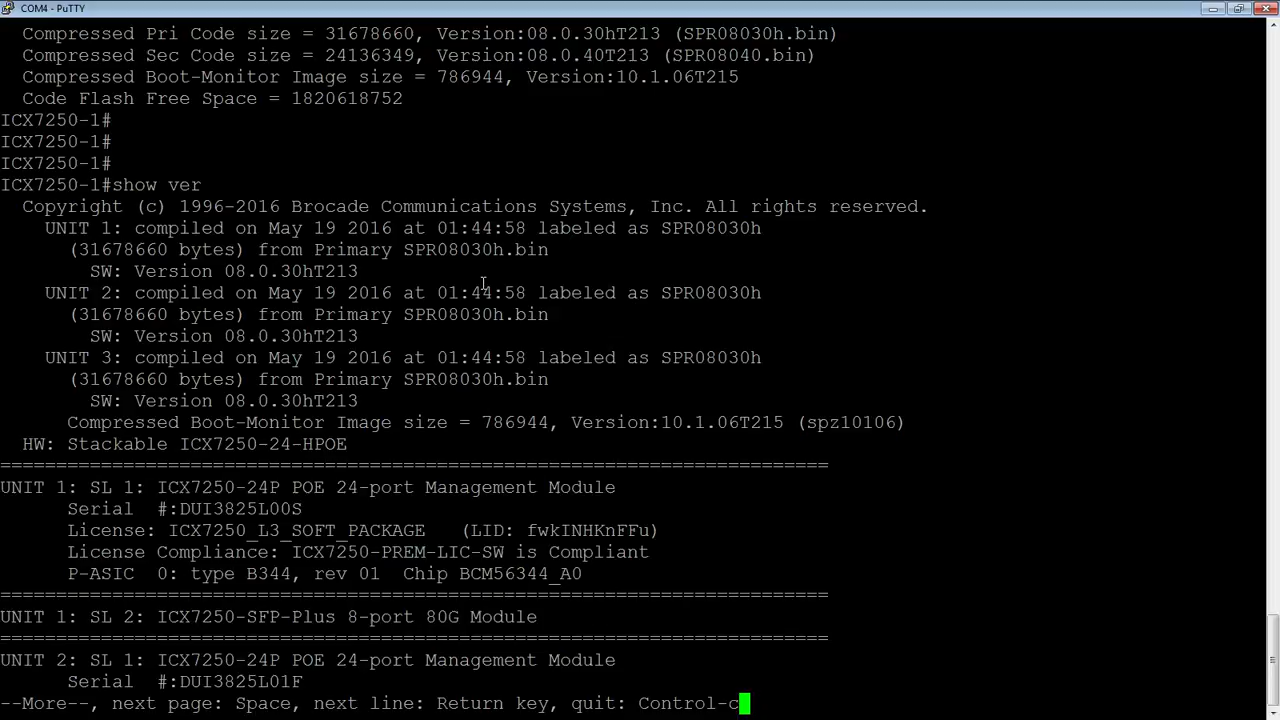 COM4 - PuTTY
Compressed Pri Code size = 31678660, Version:08.0.30hT213 (SPR08030h.bin)
Compressed Sec Code size = 24136349, Version:08.0.40T213 (SPR08040.bin)
Compressed Boot-Monitor Image size = 786944, Version:10.1.06T215
Code Flash Free Space = 1820618752
ICX7250-1#
ICX7250-1#
ICX7250-1#
ICX7250-1#show ver
Copyright (c) 1996-2016 Brocade Communications Systems, Inc. All rights reserved.
UNIT 1: compiled on May 19 2016 at 01:44:58 labeled as SPR08030h
(31678660 bytes) from Primary SPR08030h.bin
SW: Version 08.0.30hT213
UNIT 2: compiled on May 19 2016 at 01:44:58 labeled as SPR08030h
(31678660 bytes) from Primary SPR08030h.bin
SW: Version 08.0.30hT213
UNIT 3: compiled on May 19 2016 at 01:44:58 labeled as SPR08030h
(31678660 bytes) from Primary SPR08030h.bin
SW: Version 08.0.30hT213
Compressed Boot-Monitor Image size = 786944, Version:10.1.06T215 (spz10106)
HW: Stackable ICX7250-24-HPOE
==========================================================================
UNIT 1: SL 1: ICX7250-24P POE 24-port Management Module
Serial  #:DUI3825L00S
License: ICX7250_L3_SOFT_PACKAGE   (LID: fwkINHKnFFu)
License Compliance: ICX7250-PREM-LIC-SW is Compliant
P-ASIC  0: type B344, rev 01  Chip BCM56344_A0
==========================================================================
UNIT 1: SL 2: ICX7250-SFP-Plus 8-port 80G Module
==========================================================================
UNIT 2: SL 1: ICX7250-24P POE 24-port Management Module
Serial  #:DUI3825L01F
--More--, next page: Space, next line: Return key, quit: Control-c